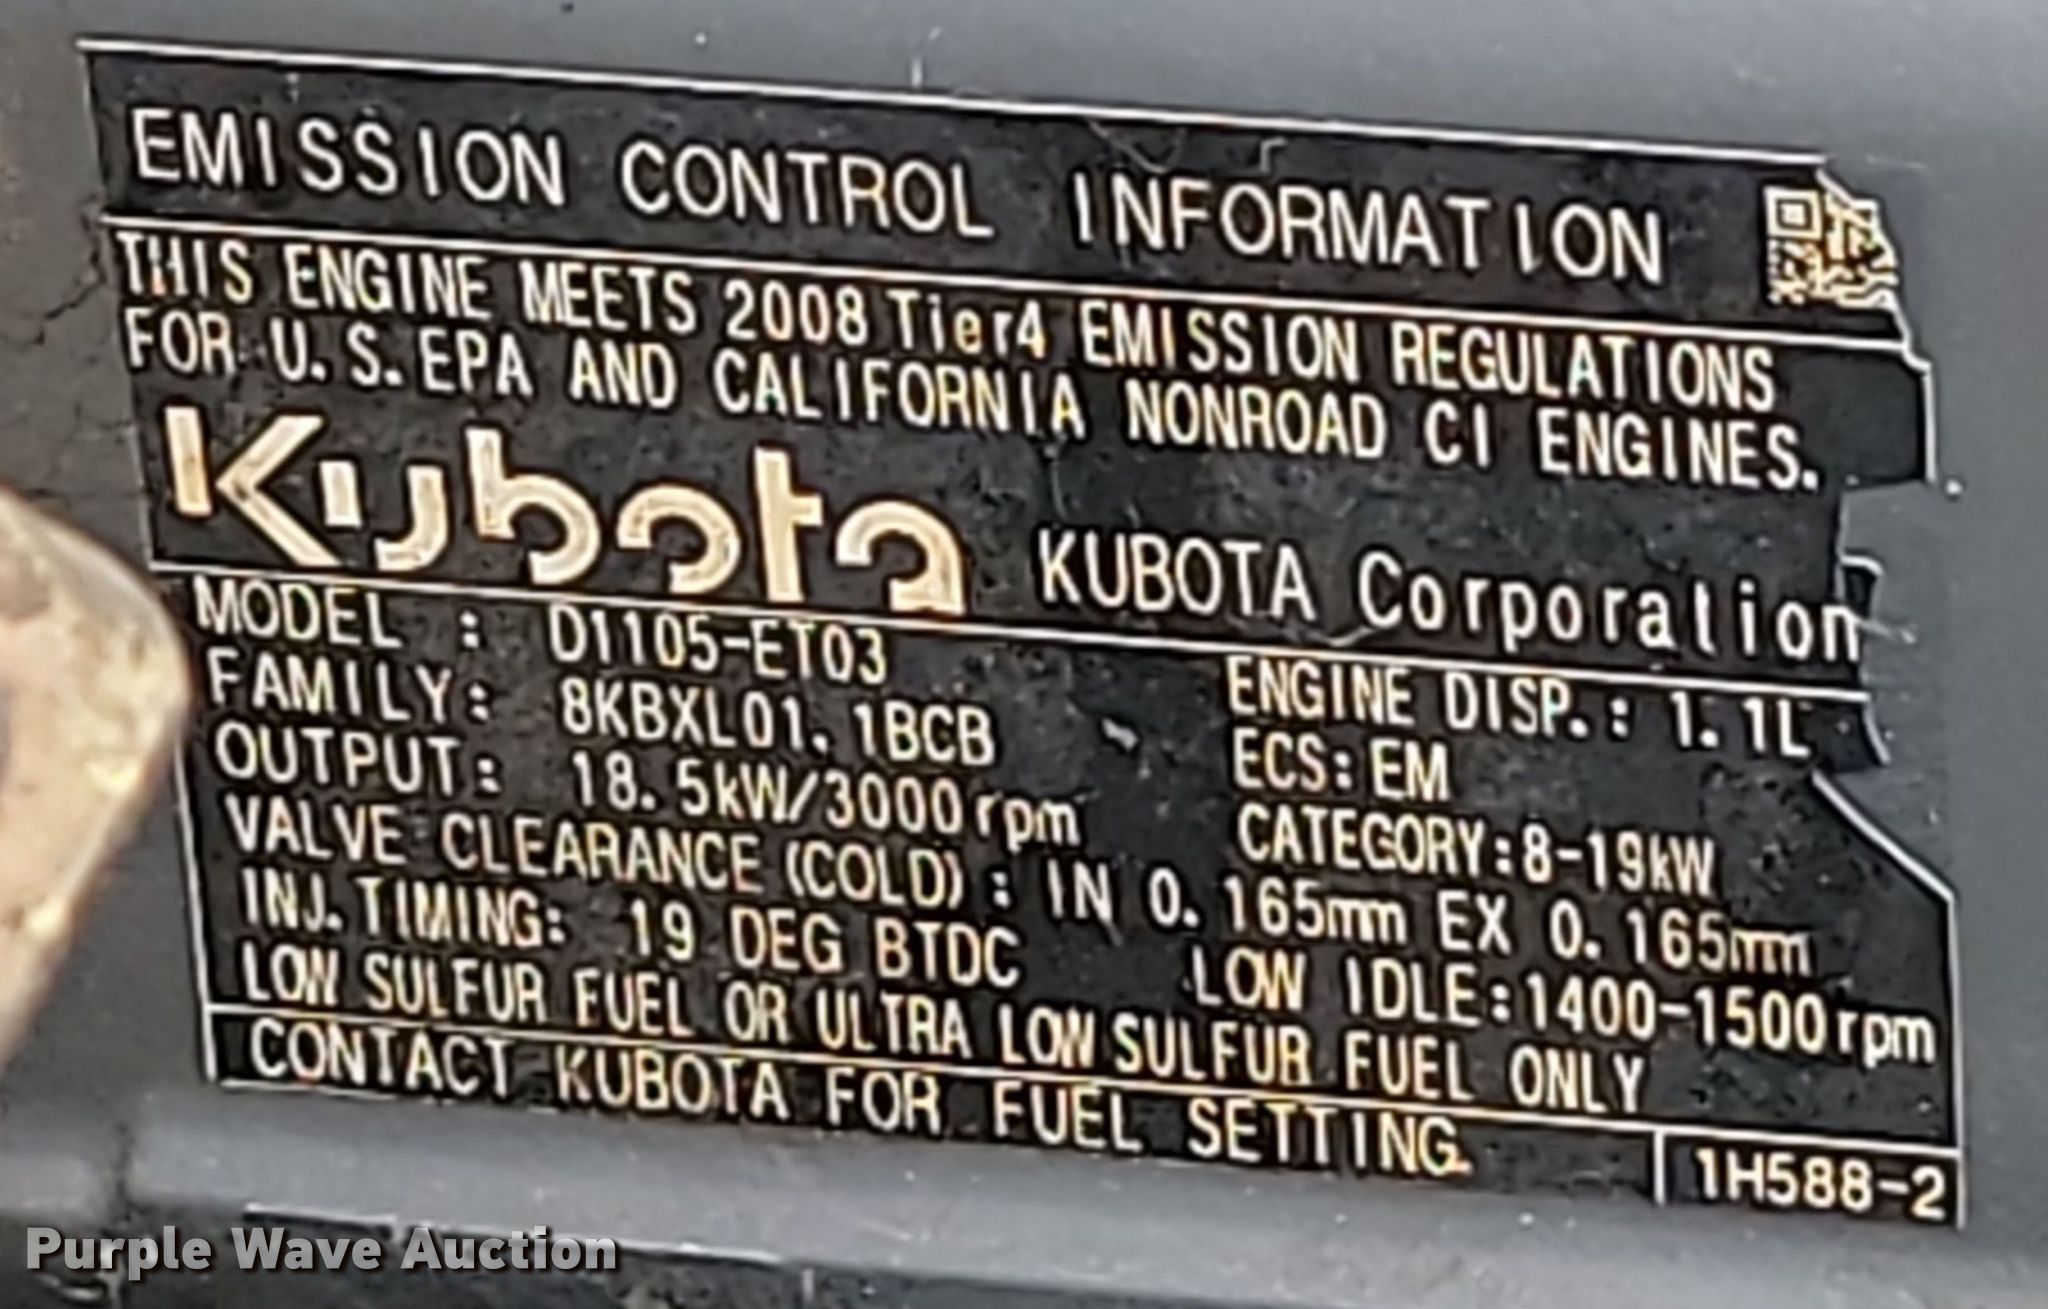 EMISSION CONTROL INFORMATION
THIS ENGINE MEETS 2008 Tier4 EMISSION REGULATIONS
FOR U.S.EPA AND CALIFORNIA NONROAD CI ENGINES.
Kubota KUBOTA Corporation
MODEL : D1105-ET03
FAMILY: 8KBXL01.1BCB ENGINE DISP.: 1.1L
OUTPUT: 18.5kW/3000rpm ECS:EM
CATEGORY:8-19kW
VALVE CLEARANCE(COLD): IN 0.165mm EX 0.165mm
INJ.TIMING: 19 DEG BTDC LOW IDLE:1400-1500rpm
LOW SULFUR FUEL OR ULTRA LOW SULFUR FUEL ONLY
CONTACT KUBOTA FOR FUEL SETTING.
1H588-2
Purple Wave Auction